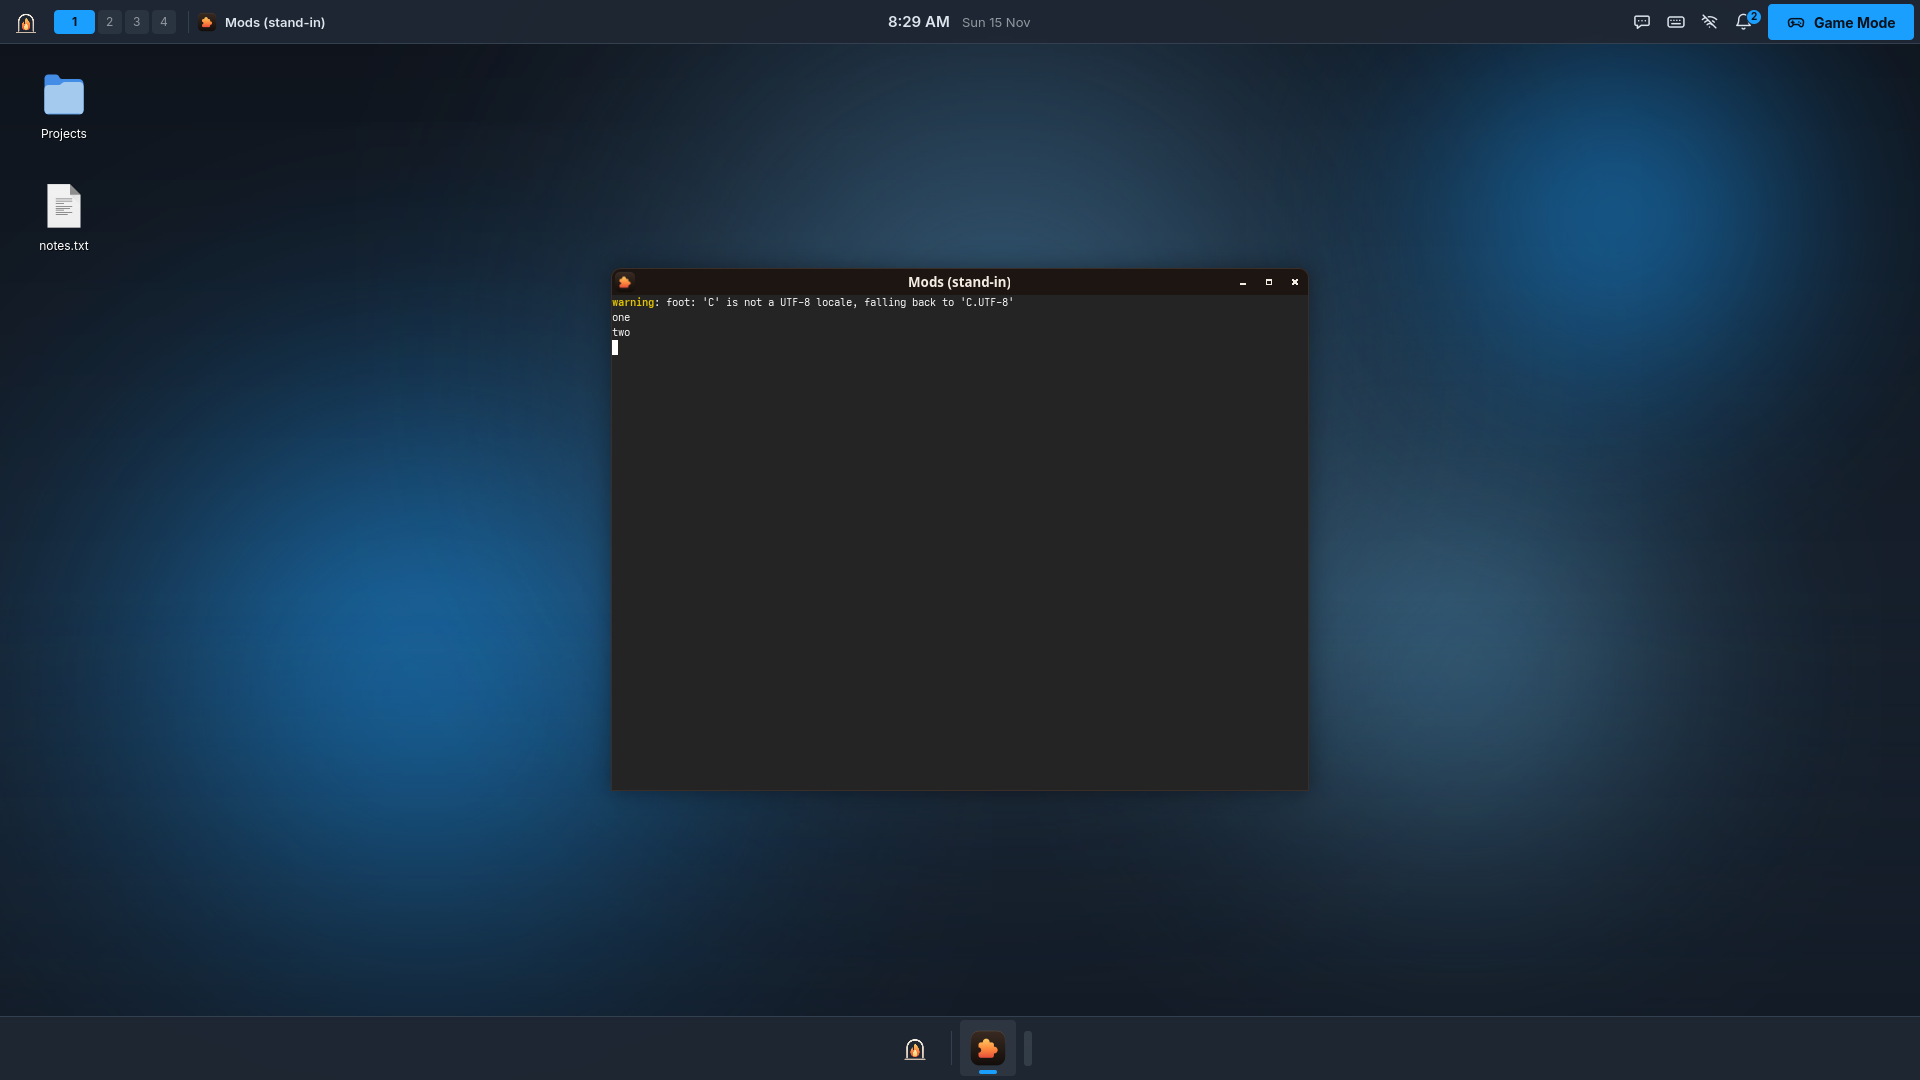 1
2
3
4
Mods (stand-in)
8:29 AM
Sun 15 Nov
2
Game Mode
Projects
notes.txt
Mods (stand-in)
warning: foot: 'C' is not a UTF-8 locale, falling back to 'C.UTF-8'
one
two